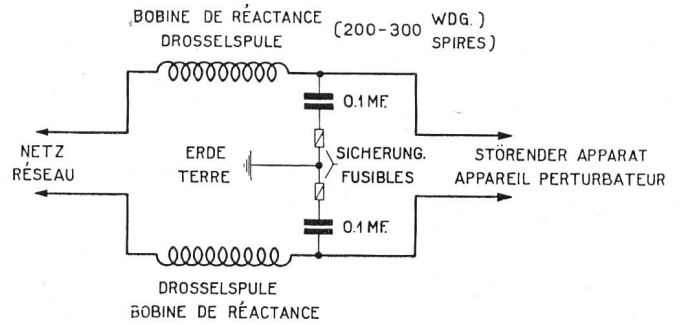 BOBINE DE RÉACTANCE
DROSSELSPULE
(200-300 WDG.
SPIRES)
0.1 MF.
NETZ
RÉSEAU
ERDE
TERRE
SICHERUNG.
FUSIBLES
STÖRENDER APPARAT
APPAREIL PERTURBATEUR
0.1 MF.
DROSSELSPULE
BOBINE DE RÉACTANCE